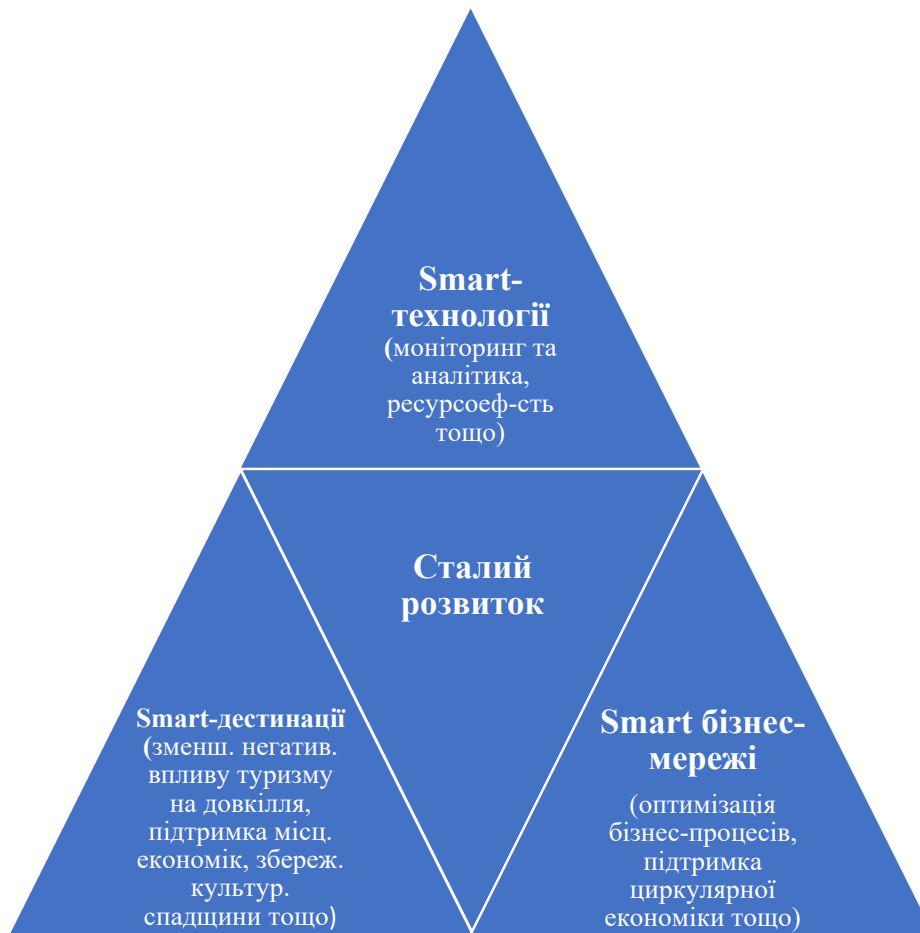 Smart-
технології
(моніторинг та
аналітика,
ресурсоеф-сть
тощо)
Сталий
розвиток
Smart-дестинації
(зменш. негатив.
впливу туризму
на довкілля,
підтримка місц.
економік, збереж.
культур.
спадщини тощо)
Smart бізнес-
мережі
(оптимізація
бізнес-процесів,
підтримка
циркулярної
економіки тощо)